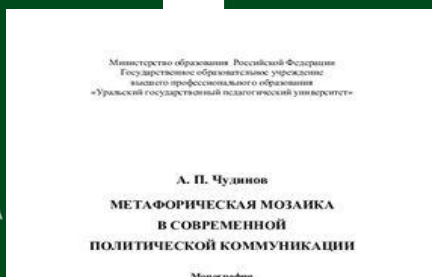 Министерство образования Российской Федерации
Государственное образовательное учреждение
высшего профессионального образования
«Уральский государственный педагогический университет»
А. П. Чудинов
МЕТАФОРИЧЕСКАЯ МОЗАИКА
В СОВРЕМЕННОЙ
ПОЛИТИЧЕСКОЙ КОММУНИКАЦИИ
Монография